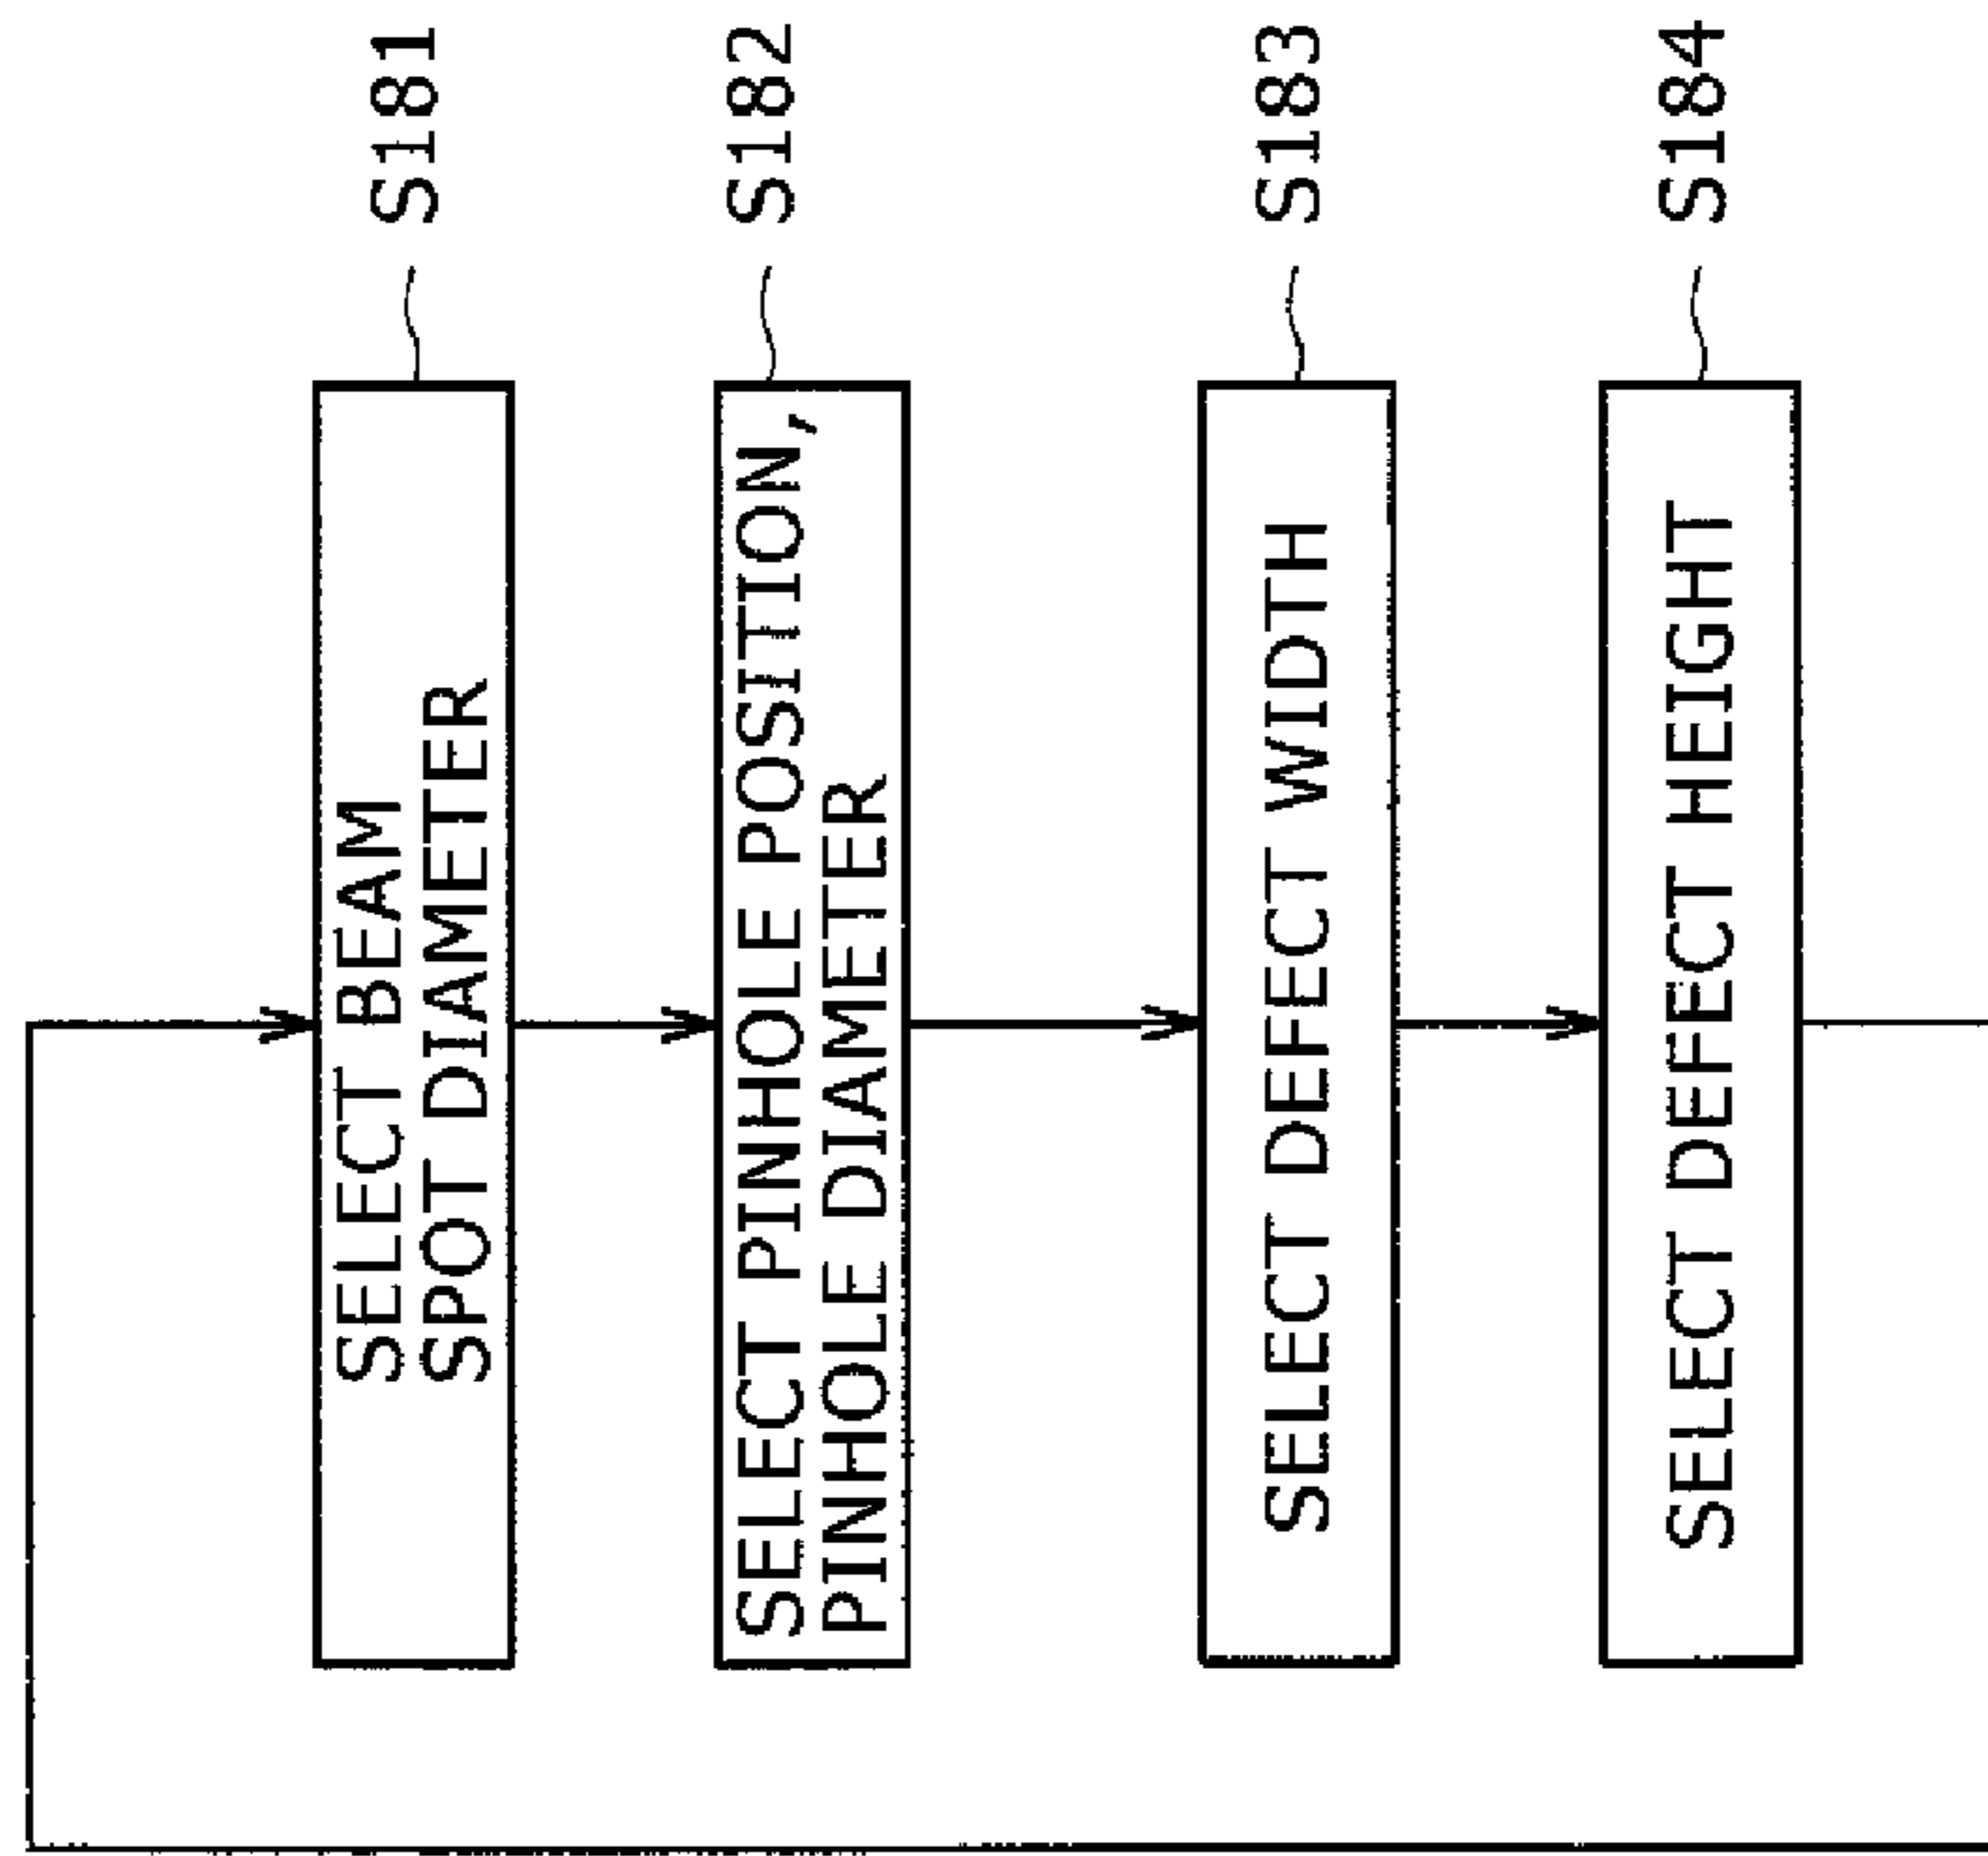 SELECT BEAM
SPOT DIAMETER
S181
SELECT PINHOLE POSITION,
PINHOLE DIAMETER
S182
SELECT DEFECT WIDTH
S183
SELECT DEFECT HEIGHT
S184